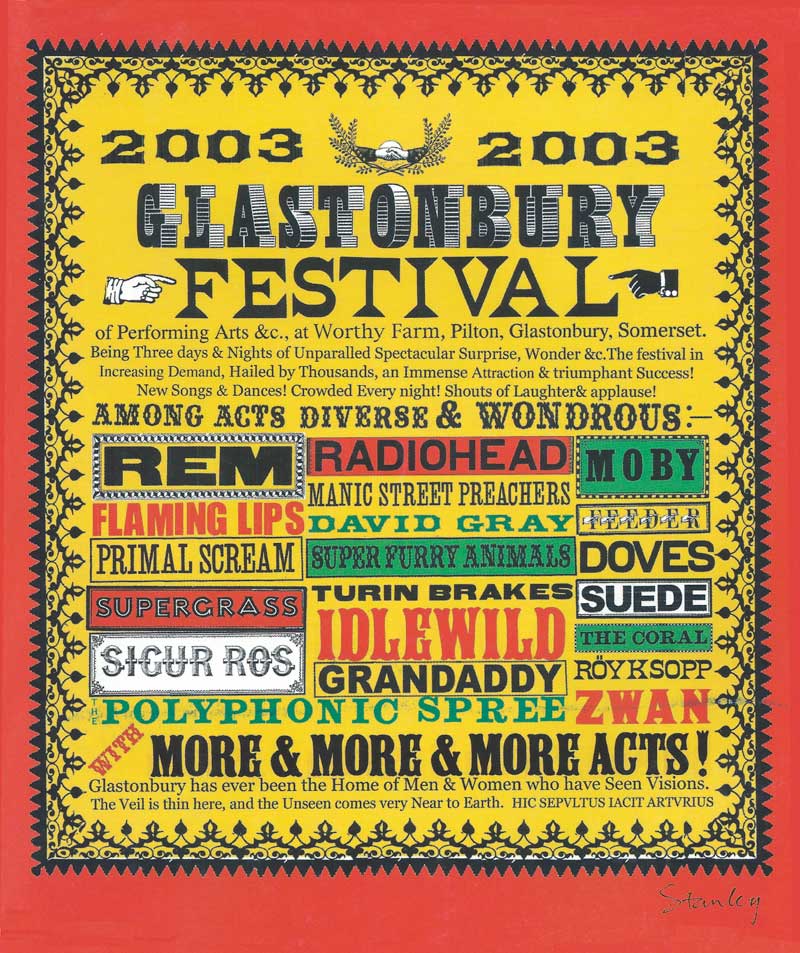 2003 2003
GLASTONBURY
FESTIVAL
of Performing Arts &c., at Worthy Farm, Pilton, Glastonbury, Somerset.
Being Three days & Nights of Unparalled Spectacular Surprise, Wonder &c.The festival in
Increasing Demand, Hailed by Thousands, an Immense Attraction & triumphant Success!
New Songs & Dances! Crowded Every night! Shouts of Laughter& applause!
AMONG ACTS DIVERSE & WONDROUS:—
REM
RADIOHEAD
MOBY
MANIC STREET PREACHERS
FLAMING LIPS
DAVID GRAY
FEEDER
PRIMAL SCREAM
SUPER FURRY ANIMALS
DOVES
SUPERGRASS
TURIN BRAKES
SUEDE
IDLEWILD
THE CORAL
SIGUR ROS
GRANDADDY
RÖYKSOPP
THE POLYPHONIC SPREE
ZWAN
WITH MORE & MORE & MORE ACTS!
Glastonbury has ever been the Home of Men & Women who have Seen Visions.
The Veil is thin here, and the Unseen comes very Near to Earth. HIC SEPVLTUS IACIT ARTVRIUS
Stanley